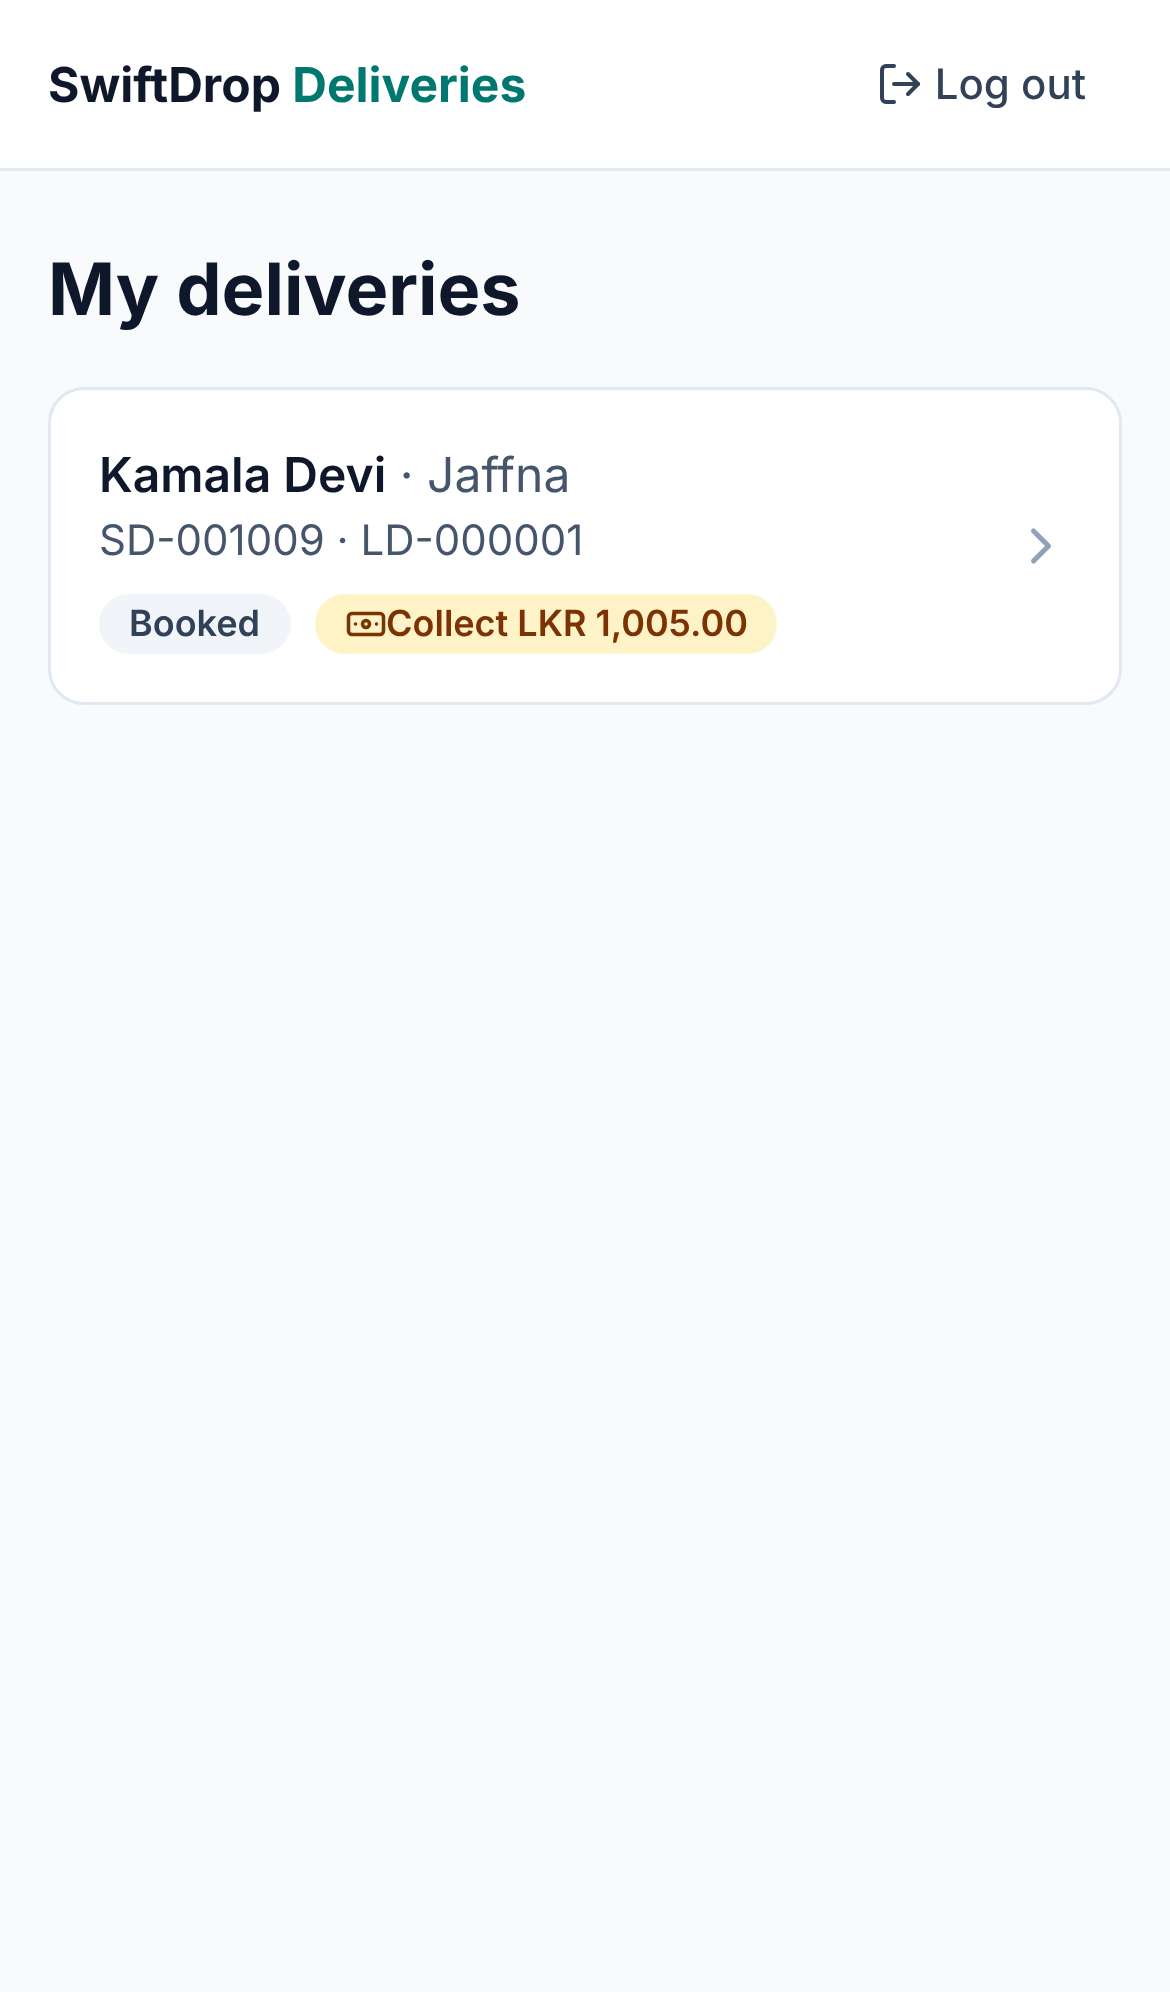 SwiftDrop Deliveries
Log out
My deliveries
Kamala Devi · Jaffna
SD-001009 · LD-000001
Booked
Collect LKR 1,005.00